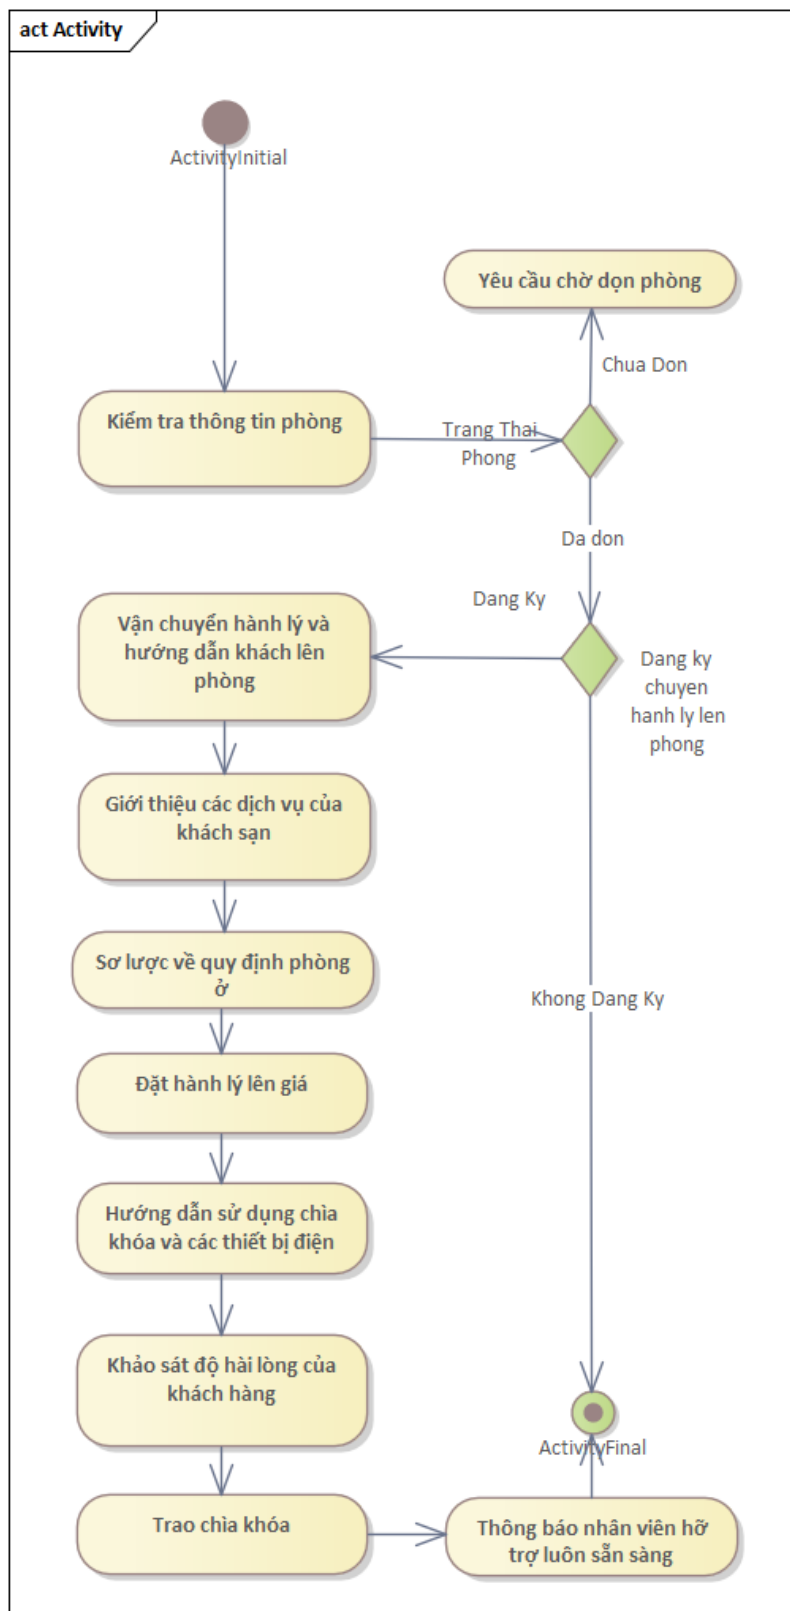 act Activity
ActivityInitial
Yêu cầu chờ dọn phòng
Chua Don
Kiểm tra thông tin phòng
Trang Thai
Phong
Da don
Dang Ky
Vận chuyển hành lý và
hướng dẫn khách lên
phòng
Dang ky
chuyen
hanh ly len
phong
Giới thiệu các dịch vụ của
khách sạn
Sơ lược về quy định phòng
ở
Khong Dang Ky
Đặt hành lý lên giá
Hướng dẫn sử dụng chìa
khóa và các thiết bị điện
Khảo sát độ hài lòng của
khách hàng
ActivityFinal
Trao chìa khóa
Thông báo nhân viên hỡ
trợ luôn sẵn sàng